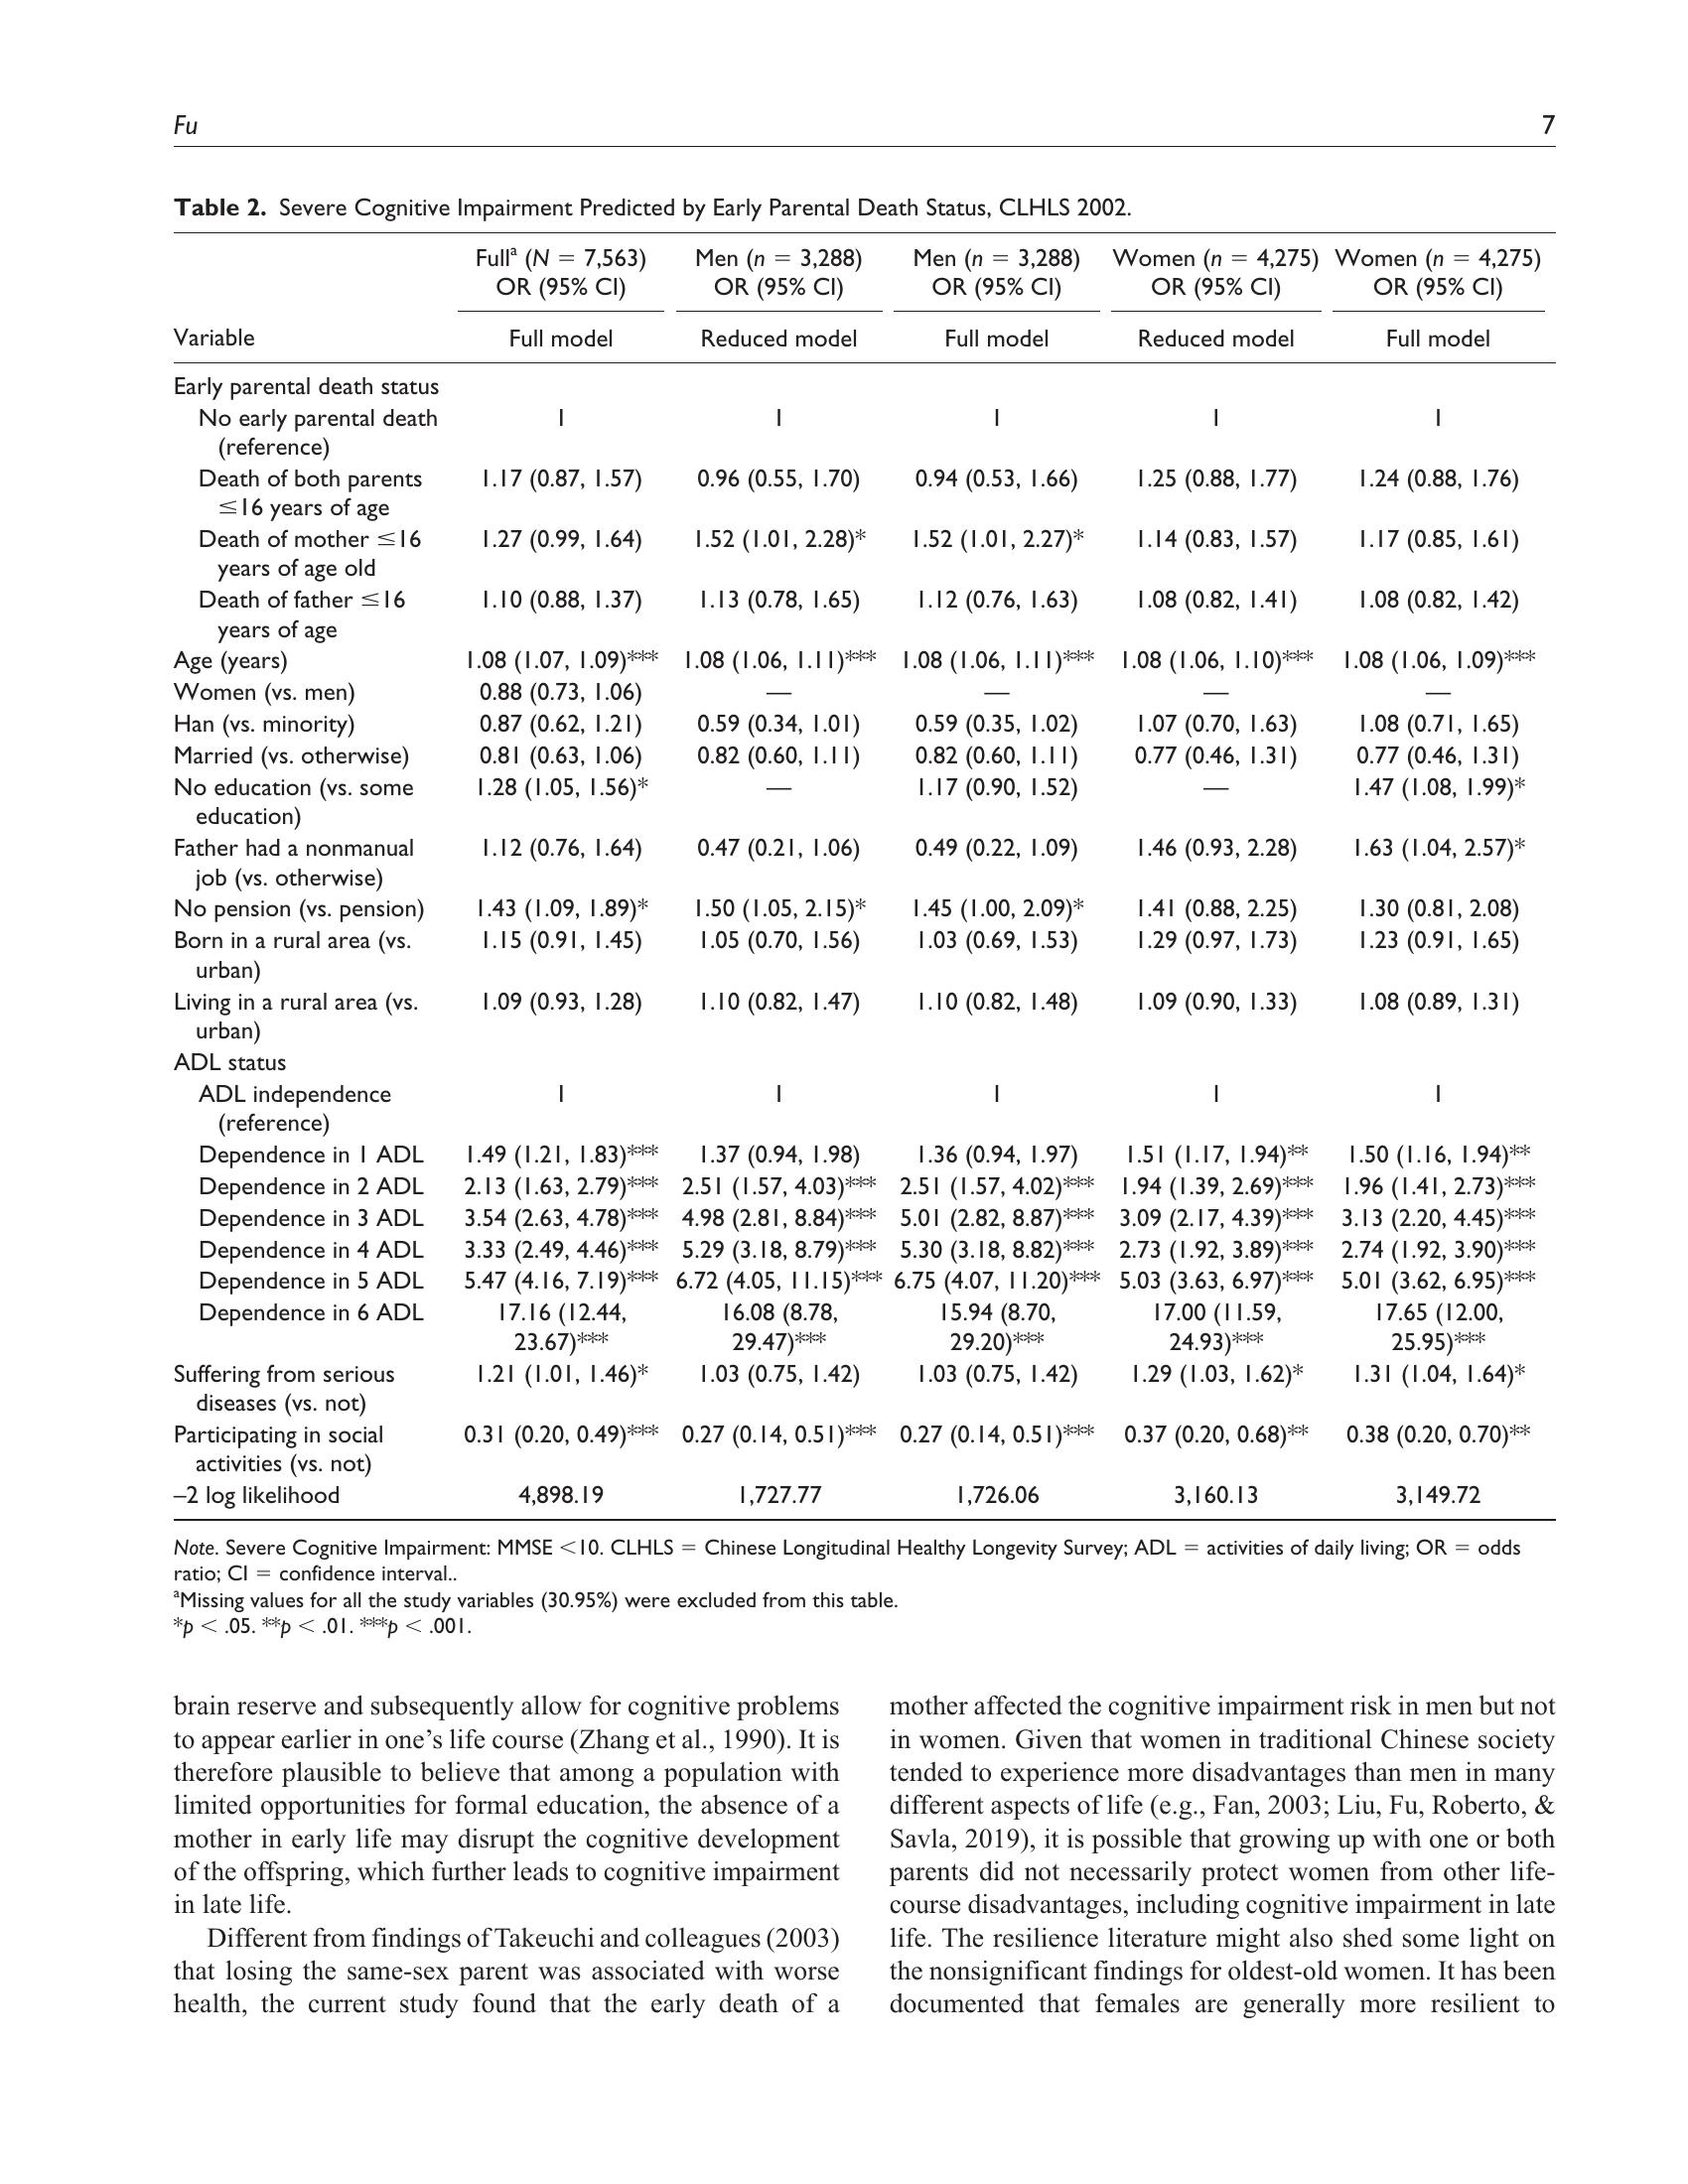 Fu 7
Table 2. Severe Cognitive Impairment Predicted by Early Parental Death Status, CLHLS 2002.
Fullª (N = 7,563) Men (n = 3,288) Men (n = 3,288) Women (n = 4,275) Women (n = 4,275)
OR (95% CI) OR (95% CI) OR (95% CI) OR (95% CI) OR (95% CI)
Variable Full model Reduced model Full model Reduced model Full model
Early parental death status
No early parental death 1 1 1 1 1
(reference)
Death of both parents 1.17 (0.87, 1.57) 0.96 (0.55, 1.70) 0.94 (0.53, 1.66) 1.25 (0.88, 1.77) 1.24 (0.88, 1.76)
≤16 years of age
Death of mother ≤16 1.27 (0.99, 1.64) 1.52 (1.01, 2.28)* 1.52 (1.01, 2.27)* 1.14 (0.83, 1.57) 1.17 (0.85, 1.61)
years of age old
Death of father ≤16 1.10 (0.88, 1.37) 1.13 (0.78, 1.65) 1.12 (0.76, 1.63) 1.08 (0.82, 1.41) 1.08 (0.82, 1.42)
years of age
Age (years) 1.08 (1.07, 1.09)*** 1.08 (1.06, 1.11)*** 1.08 (1.06, 1.11)*** 1.08 (1.06, 1.10)*** 1.08 (1.06, 1.09)***
Women (vs. men) 0.88 (0.73, 1.06) — — — —
Han (vs. minority) 0.87 (0.62, 1.21) 0.59 (0.34, 1.01) 0.59 (0.35, 1.02) 1.07 (0.70, 1.63) 1.08 (0.71, 1.65)
Married (vs. otherwise) 0.81 (0.63, 1.06) 0.82 (0.60, 1.11) 0.82 (0.60, 1.11) 0.77 (0.46, 1.31) 0.77 (0.46, 1.31)
No education (vs. some 1.28 (1.05, 1.56)* — 1.17 (0.90, 1.52) — 1.47 (1.08, 1.99)*
education)
Father had a nonmanual 1.12 (0.76, 1.64) 0.47 (0.21, 1.06) 0.49 (0.22, 1.09) 1.46 (0.93, 2.28) 1.63 (1.04, 2.57)*
job (vs. otherwise)
No pension (vs. pension) 1.43 (1.09, 1.89)* 1.50 (1.05, 2.15)* 1.45 (1.00, 2.09)* 1.41 (0.88, 2.25) 1.30 (0.81, 2.08)
Born in a rural area (vs. 1.15 (0.91, 1.45) 1.05 (0.70, 1.56) 1.03 (0.69, 1.53) 1.29 (0.97, 1.73) 1.23 (0.91, 1.65)
urban)
Living in a rural area (vs. 1.09 (0.93, 1.28) 1.10 (0.82, 1.47) 1.10 (0.82, 1.48) 1.09 (0.90, 1.33) 1.08 (0.89, 1.31)
urban)
ADL status
ADL independence 1 1 1 1 1
(reference)
Dependence in 1 ADL 1.49 (1.21, 1.83)*** 1.37 (0.94, 1.98) 1.36 (0.94, 1.97) 1.51 (1.17, 1.94)** 1.50 (1.16, 1.94)**
Dependence in 2 ADL 2.13 (1.63, 2.79)*** 2.51 (1.57, 4.03)*** 2.51 (1.57, 4.02)*** 1.94 (1.39, 2.69)*** 1.96 (1.41, 2.73)***
Dependence in 3 ADL 3.54 (2.63, 4.78)*** 4.98 (2.81, 8.84)*** 5.01 (2.82, 8.87)*** 3.09 (2.17, 4.39)*** 3.13 (2.20, 4.45)***
Dependence in 4 ADL 3.33 (2.49, 4.46)*** 5.29 (3.18, 8.79)*** 5.30 (3.18, 8.82)*** 2.73 (1.92, 3.89)*** 2.74 (1.92, 3.90)***
Dependence in 5 ADL 5.47 (4.16, 7.19)*** 6.72 (4.05, 11.15)*** 6.75 (4.07, 11.20)*** 5.03 (3.63, 6.97)*** 5.01 (3.62, 6.95)***
Dependence in 6 ADL 17.16 (12.44, 16.08 (8.78, 15.94 (8.70, 17.00 (11.59, 17.65 (12.00,
23.67)*** 29.47)*** 29.20)*** 24.93)*** 25.95)***
Suffering from serious 1.21 (1.01, 1.46)* 1.03 (0.75, 1.42) 1.03 (0.75, 1.42) 1.29 (1.03, 1.62)* 1.31 (1.04, 1.64)*
diseases (vs. not)
Participating in social 0.31 (0.20, 0.49)*** 0.27 (0.14, 0.51)*** 0.27 (0.14, 0.51)*** 0.37 (0.20, 0.68)** 0.38 (0.20, 0.70)**
activities (vs. not)
–2 log likelihood 4,898.19 1,727.77 1,726.06 3,160.13 3,149.72
Note. Severe Cognitive Impairment: MMSE <10. CLHLS = Chinese Longitudinal Healthy Longevity Survey; ADL = activities of daily living; OR = odds
ratio; CI = confidence interval..
ªMissing values for all the study variables (30.95%) were excluded from this table.
*p < .05. **p < .01. ***p < .001.
brain reserve and subsequently allow for cognitive problems
to appear earlier in one's life course (Zhang et al., 1990). It is
therefore plausible to believe that among a population with
limited opportunities for formal education, the absence of a
mother in early life may disrupt the cognitive development
of the offspring, which further leads to cognitive impairment
in late life.
Different from findings of Takeuchi and colleagues (2003)
that losing the same-sex parent was associated with worse
health, the current study found that the early death of a
mother affected the cognitive impairment risk in men but not
in women. Given that women in traditional Chinese society
tended to experience more disadvantages than men in many
different aspects of life (e.g., Fan, 2003; Liu, Fu, Roberto, &
Savla, 2019), it is possible that growing up with one or both
parents did not necessarily protect women from other life-
course disadvantages, including cognitive impairment in late
life. The resilience literature might also shed some light on
the nonsignificant findings for oldest-old women. It has been
documented that females are generally more resilient to